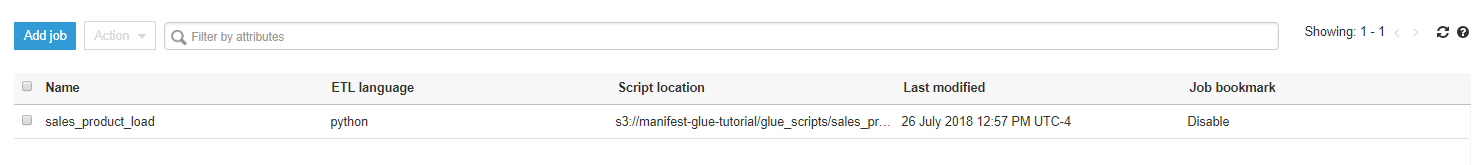 Add job Action Filter by attributes Showing: 1 - 1
Name ETL language Script location Last modified Job bookmark
sales_product_load python s3://manifest-glue-tutorial/glue_scripts/sales_pr... 26 July 2018 12:57 PM UTC-4 Disable